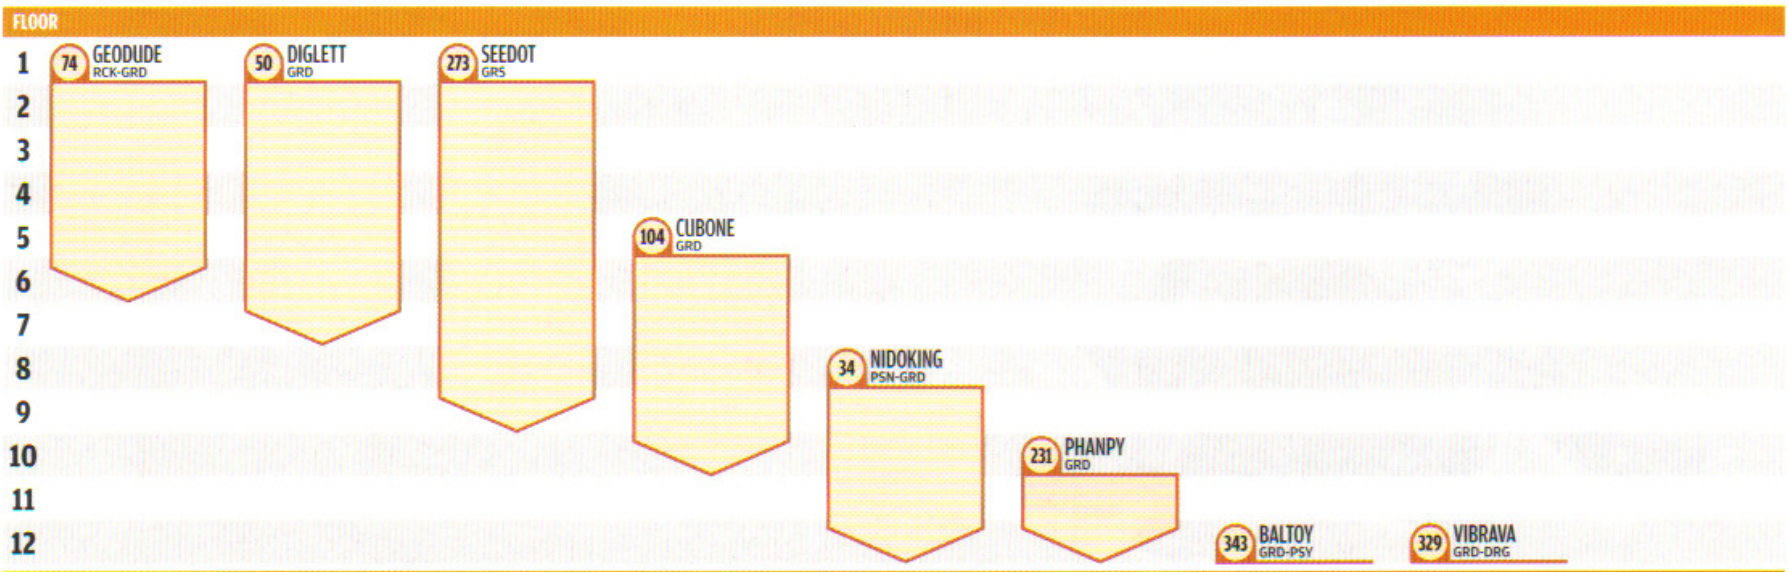 FLOOR
1
74 GEODUDE
RCK-GRD
50 DIGLETT
GRD
273 SEEDOT
GRS
2
3
4
5
104 CUBONE
GRD
6
7
8
34 NIDOKING
PSN-GRD
9
10
231 PHANPY
GRD
11
12
343 BALTOY
GRD-PSY
329 VIBRAVA
GRD-DRG